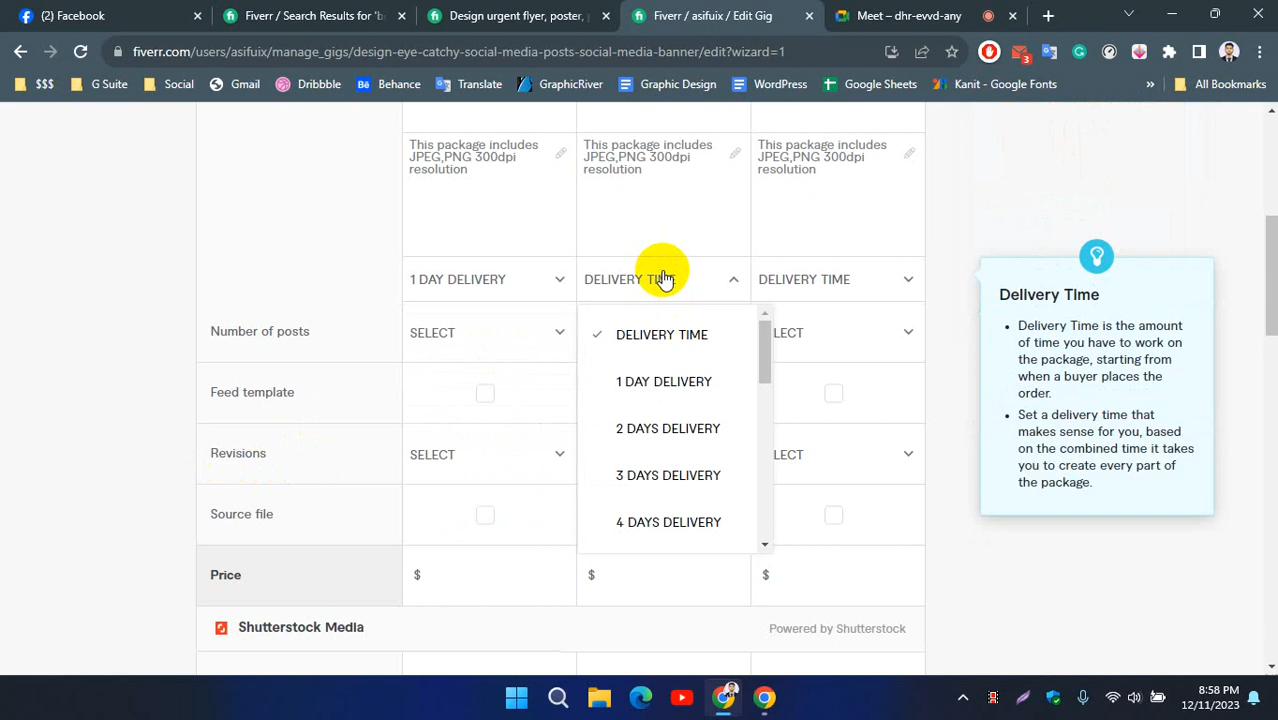 (2) Facebook
Fiverr / Search Results for 'b
Design urgent flyer, poster, p
Fiverr / asifuix / Edit Gig
Meet – dhr-evvd-any
fiverr.com/users/asifuix/manage_gigs/design-eye-catchy-social-media-posts-social-media-banner/edit?wizard=1
3
$$$
G Suite
Social
Gmail
Dribbble
Behance
Translate
GraphicRiver
Graphic Design
WordPress
Google Sheets
Kanit - Google Fonts
»
All Bookmarks
This package includes
JPEG,PNG 300dpi
resolution
This package includes
JPEG,PNG 300dpi
resolution
This package includes
JPEG,PNG 300dpi
resolution
1 DAY DELIVERY
DELIVERY TIME
DELIVERY TIME
Number of posts
SELECT
LECT
Feed template
Revisions
SELECT
LECT
Source file
DELIVERY TIME
1 DAY DELIVERY
2 DAYS DELIVERY
3 DAYS DELIVERY
4 DAYS DELIVERY
Price
$
$
$
Shutterstock Media
Powered by Shutterstock
Delivery TIme
• Delivery Time is the amount
of time you have to work on
the package, starting from
when a buyer places the
order.
• Set a delivery time that
makes sense for you, based
on the combined time it takes
you to create every part of
the package.
8:58 PM
12/11/2023